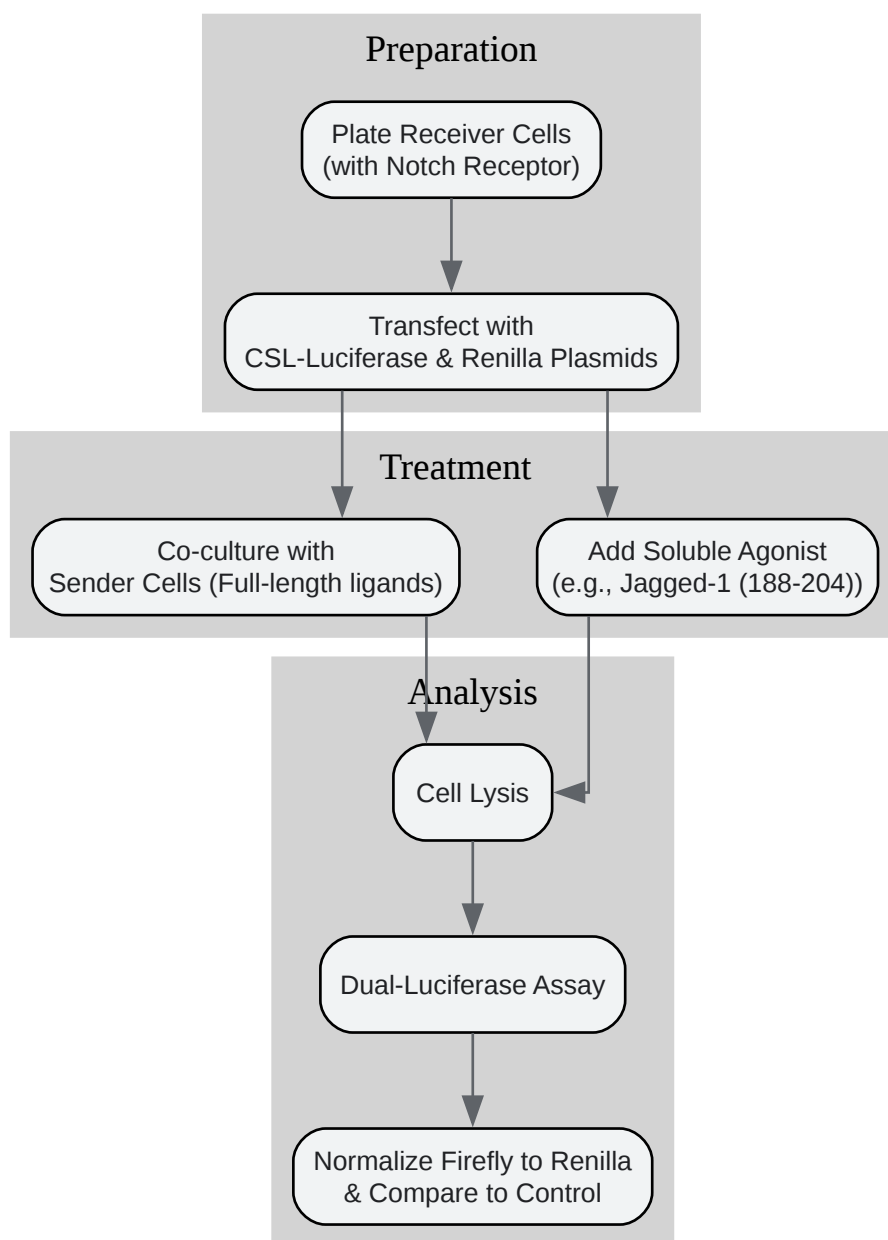 Preparation
Plate Receiver Cells
(with Notch Receptor)
Transfect with
CSL-Luciferase & Renilla Plasmids
Treatment
Co-culture with
Sender Cells (Full-length ligands)
Add Soluble Agonist
(e.g., Jagged-1 (188-204))
Analysis
Cell Lysis
Dual-Luciferase Assay
Normalize Firefly to Renilla
& Compare to Control